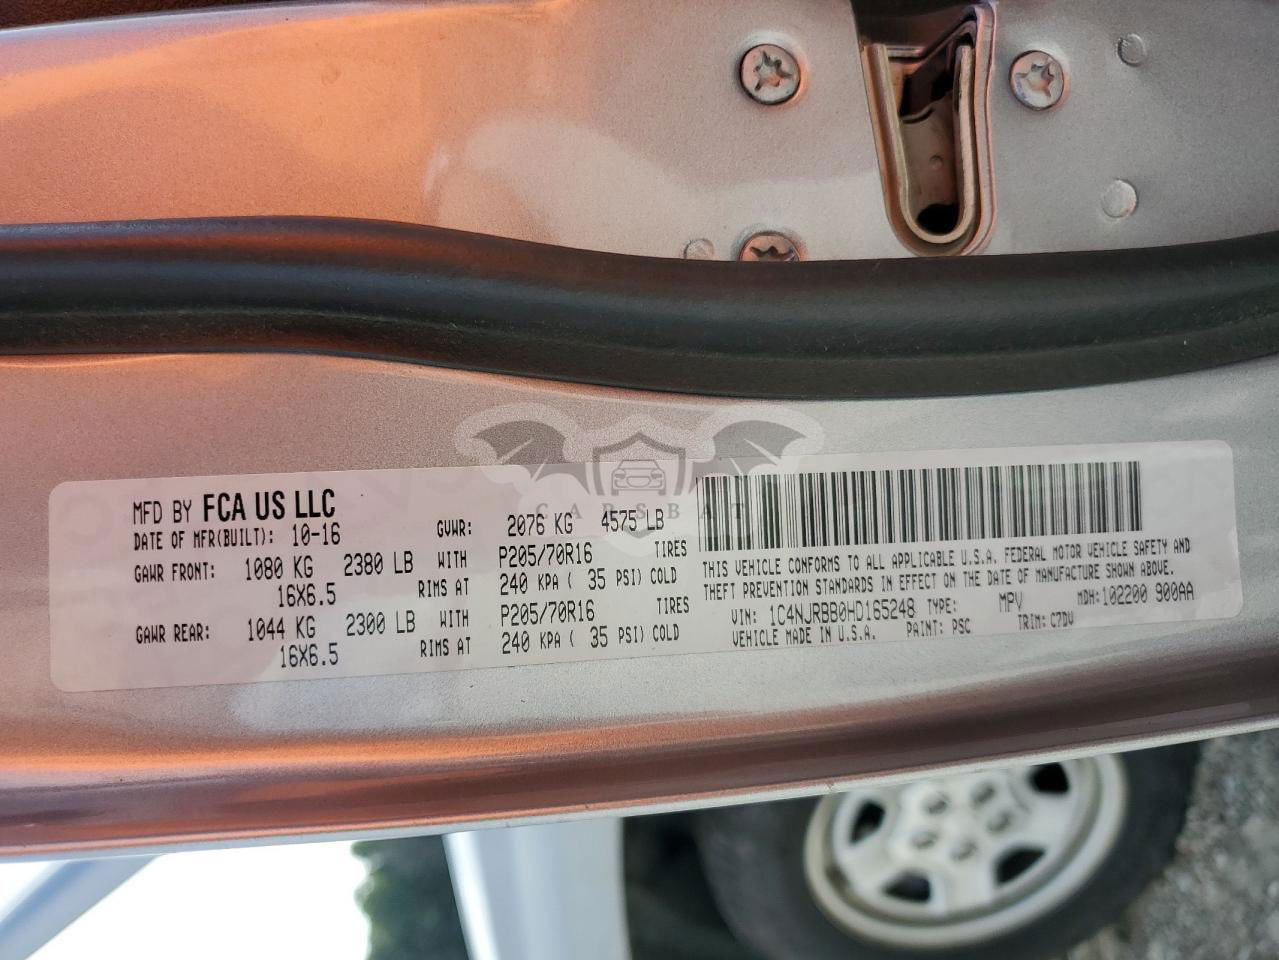 MFD BY FCA US LLC
DATE OF MFR(BUILT): 10-16 GVWR: 2076 KG 4575 LB
GAWR FRONT: 1080 KG 2380 LB WITH P205/70R16 TIRES
16X6.5 RIMS AT 240 KPA ( 35 PSI) COLD
GAWR REAR: 1044 KG 2300 LB WITH P205/70R16 TIRES
16X6.5 RIMS AT 240 KPA ( 35 PSI) COLD
CARSBAT
THIS VEHICLE CONFORMS TO ALL APPLICABLE U.S.A. FEDERAL MOTOR VEHICLE SAFETY AND
THEFT PREVENTION STANDARDS IN EFFECT ON THE DATE OF MANUFACTURE SHOWN ABOVE.
VIN: 1C4NJRBB0HD165248 TYPE: MPV MDH: 102200 900AA
VEHICLE MADE IN U.S.A. PAINT: PSC TRIM: C7DV